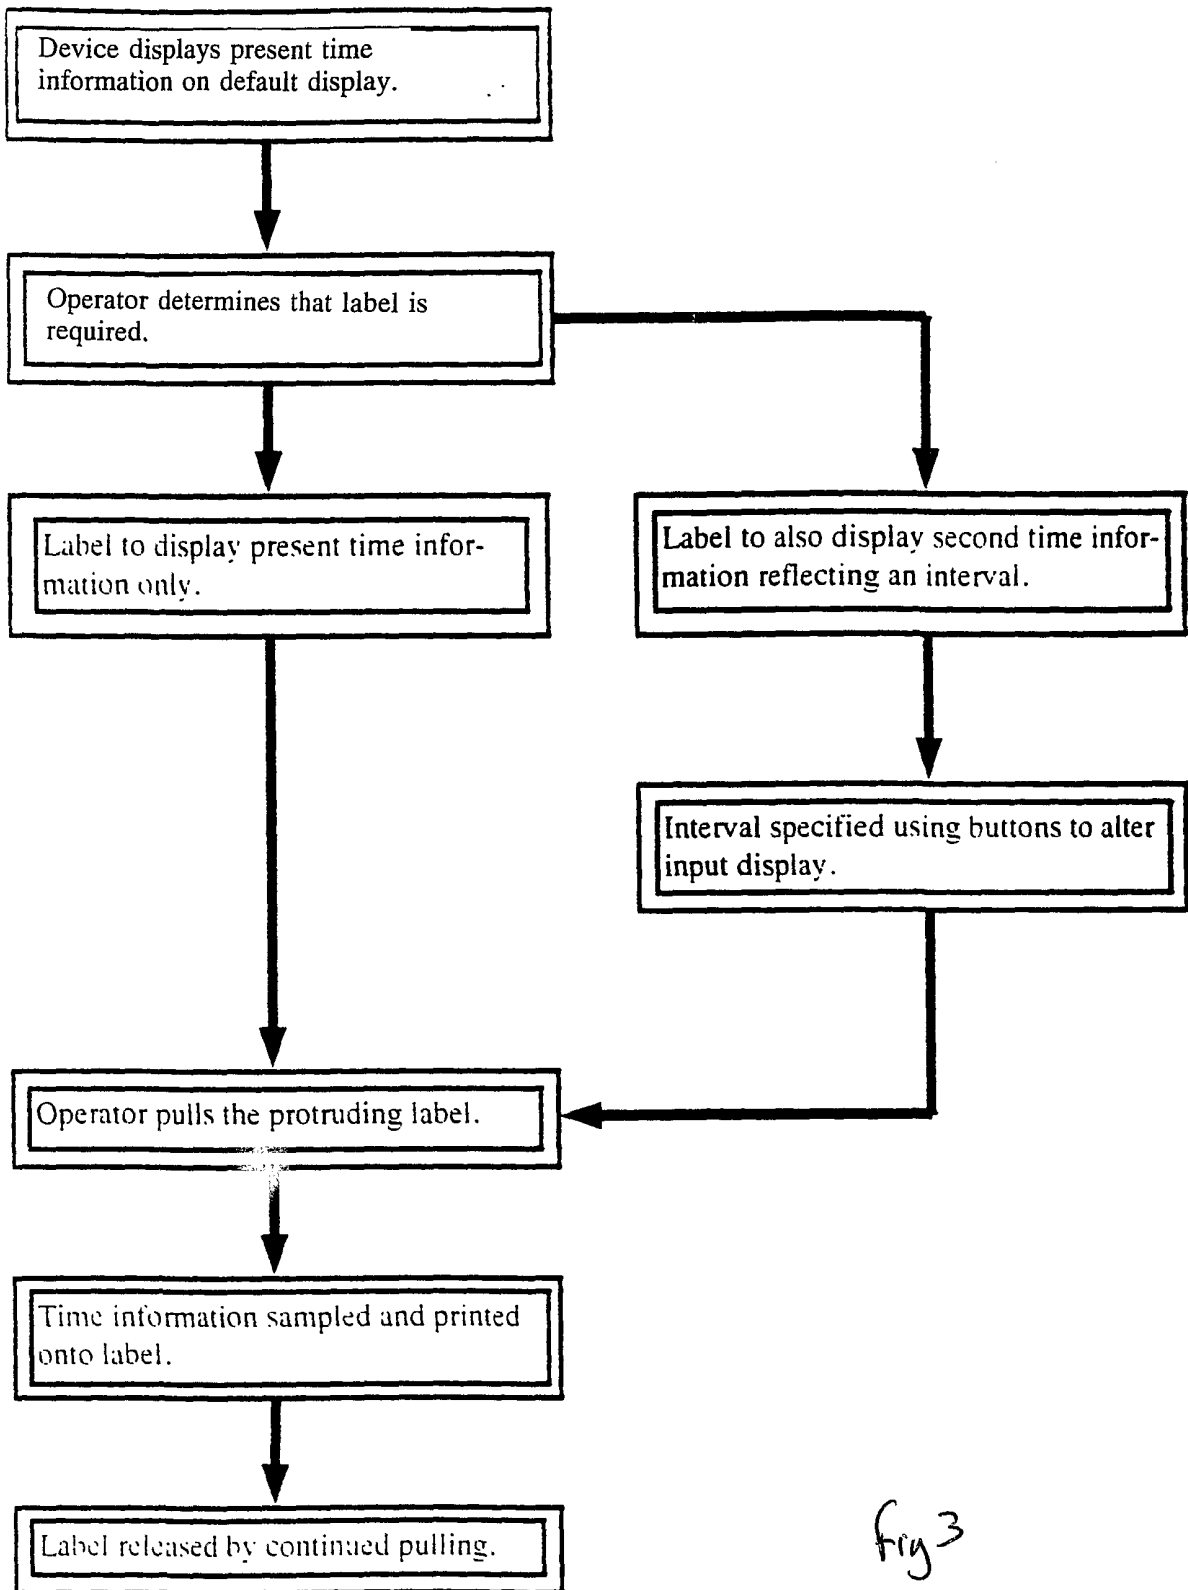 Device displays present time
information on default display.
Operator determines that label is
required.
Label to display present time infor-
mation only.
Label to also display second time infor-
mation reflecting an interval.
Interval specified using buttons to alter
input display.
Operator pulls the protruding label.
Time information sampled and printed
onto label.
Label released by continued pulling.
Fig 3